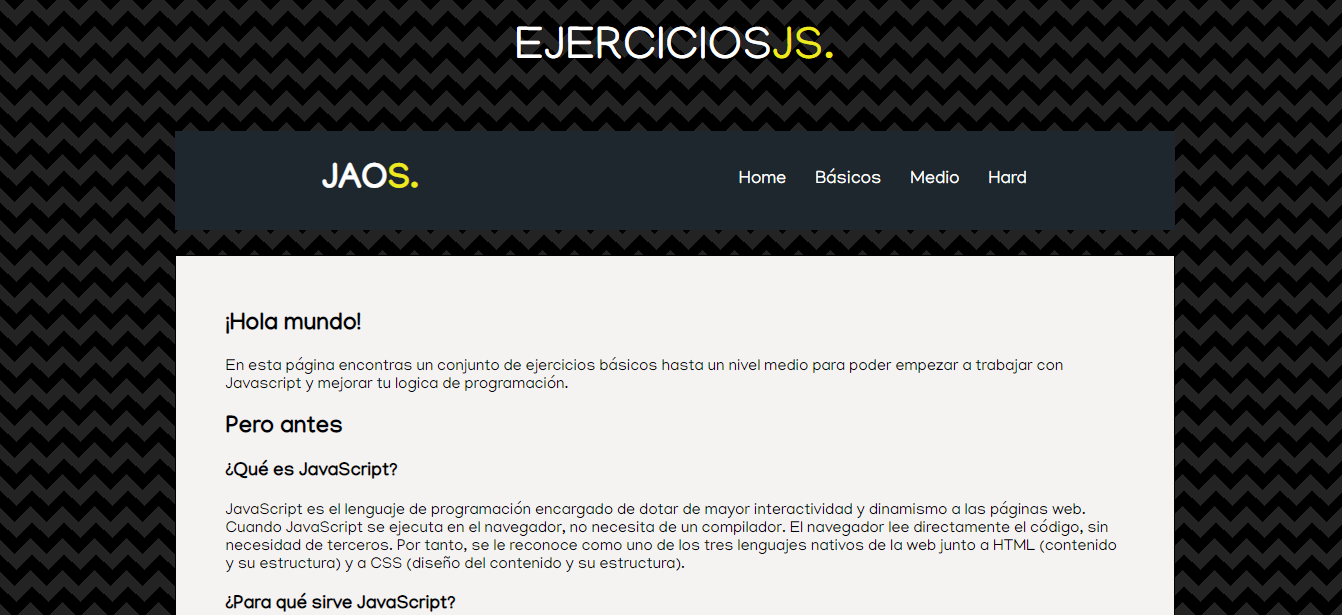 EJERCICIOSJS.
JAOS.
Home Básicos Medio Hard
¡Hola mundo!
En esta página encontras un conjunto de ejercicios básicos hasta un nivel medio para poder empezar a trabajar con
Javascript y mejorar tu logica de programación.
Pero antes
¿Qué es JavaScript?
JavaScript es el lenguaje de programación encargado de dotar de mayor interactividad y dinamismo a las páginas web.
Cuando JavaScript se ejecuta en el navegador, no necesita de un compilador. El navegador lee directamente el código, sin
necesidad de terceros. Por tanto, se le reconoce como uno de los tres lenguajes nativos de la web junto a HTML (contenido
y su estructura) y a CSS (diseño del contenido y su estructura).
¿Para qué sirve JavaScript?